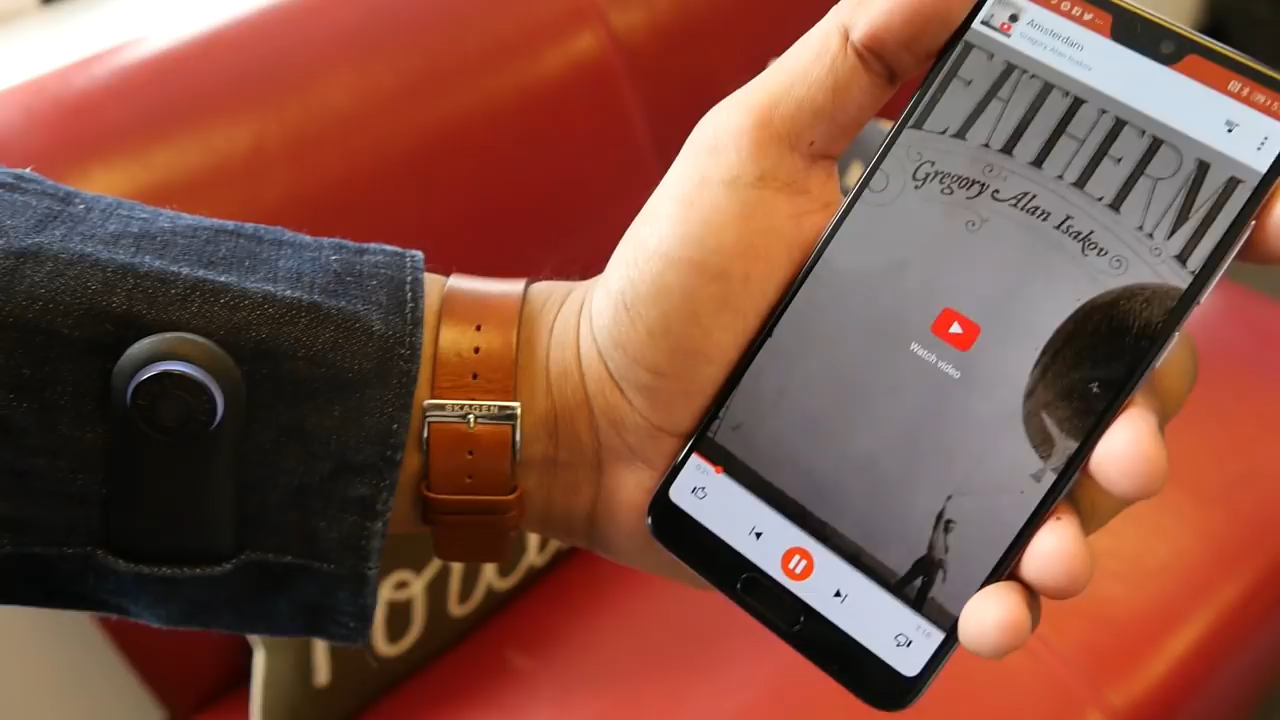 Amsterdam
Gregory Alan Isakov
EATHERM
Gregory Alan Isakov
Watch video
SKAGEN